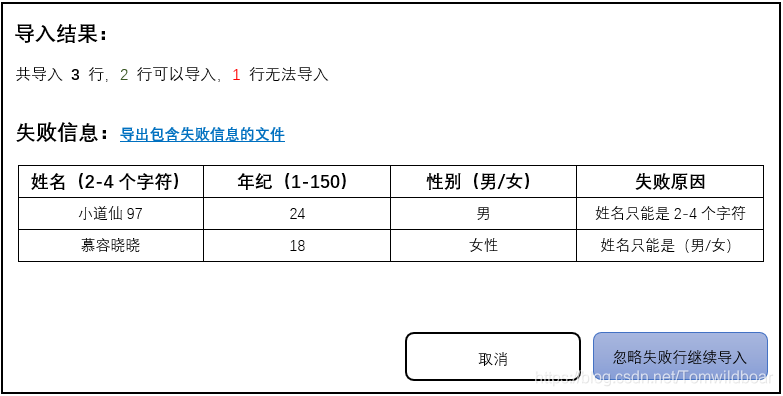 导入结果：
共导入 3 行，2 行可以导入，1 行无法导入
失败信息：导出包含失败信息的文件
姓名（2-4 个字符） 年纪（1-150） 性别（男/女） 失败原因
小道仙 97 24 男 姓名只能是 2-4 个字符
慕容晓晓 18 女性 姓名只能是（男/女）
取消 忽略失败行继续导入
https://blog.csdn.net/Tomwildboar